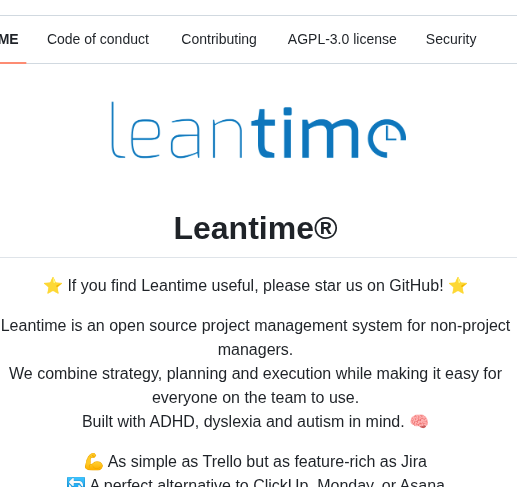 ME Code of conduct Contributing AGPL-3.0 license Security
leantime
Leantime®
⭐ If you find Leantime useful, please star us on GitHub! ⭐
Leantime is an open source project management system for non-project
managers.
We combine strategy, planning and execution while making it easy for
everyone on the team to use.
Built with ADHD, dyslexia and autism in mind. 🧠
💪 As simple as Trello but as feature-rich as Jira
🔄 A perfect alternative to ClickUp, Monday, or Asana